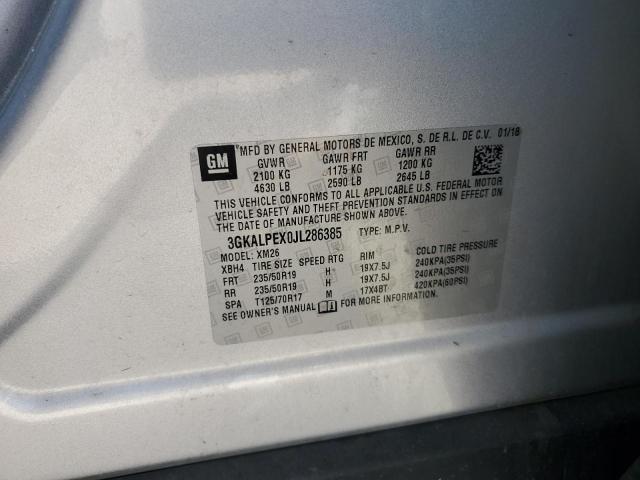 GM
MFD BY GENERAL MOTORS DE MEXICO, S. DE R.L. DE C.V. 01/18
GVWR GAWR FRT GAWR RR
2100 KG 1175 KG 1200 KG
4630 LB 2590 LB 2645 LB
THIS VEHICLE CONFORMS TO ALL APPLICABLE U.S. FEDERAL MOTOR
VEHICLE SAFETY AND THEFT PREVENTION STANDARDS IN EFFECT ON
THE DATE OF MANUFACTURE SHOWN ABOVE.
3GKALPEX0JL286385 TYPE: M.P.V.
MODEL: XM26
XBH4 TIRE SIZE SPEED RTG RIM COLD TIRE PRESSURE
FRT 235/50R19 H 19X7.5J 240KPA(35PSI)
RR 235/50R19 H 19X7.5J 240KPA(35PSI)
SPA T125/70R17 M 17X4BT 420KPA(60PSI)
SEE OWNER'S MANUAL FOR MORE INFORMATION.